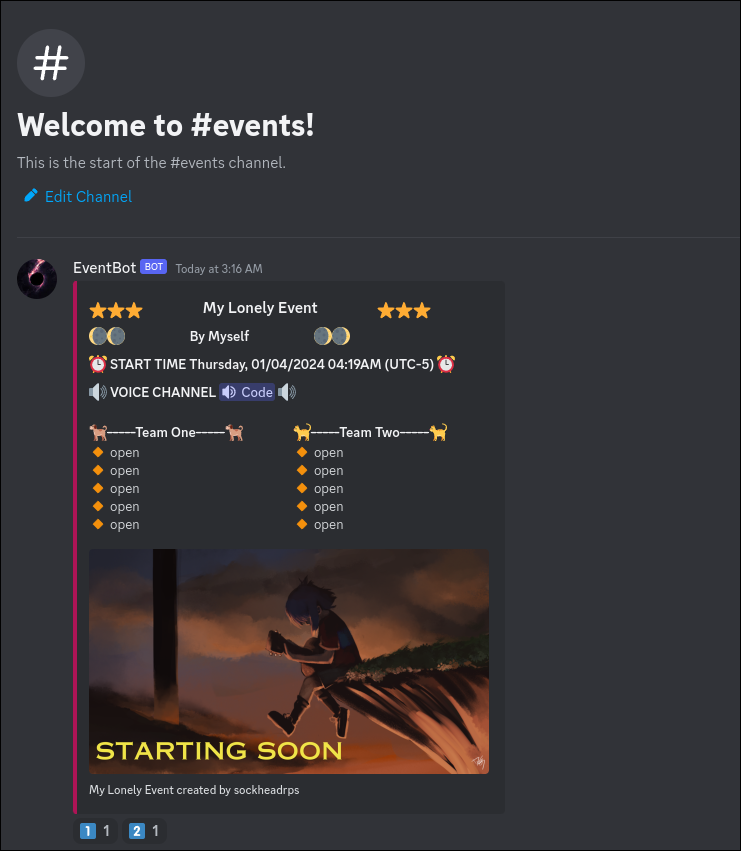 Welcome to #events!
This is the start of the #events channel.
Edit Channel
EventBot BOT Today at 3:16 AM
⭐⭐⭐ My Lonely Event ⭐⭐⭐
🌖🌖 By Myself 🌔🌔
⏰ START TIME Thursday, 01/04/2024 04:19AM (UTC-5) ⏰
🔊 VOICE CHANNEL Code 🔊
🐕-----Team One-----🐕 🐈-----Team Two-----🐈
🔸 open 🔸 open
🔸 open 🔸 open
🔸 open 🔸 open
🔸 open 🔸 open
🔸 open 🔸 open
STARTING SOON
My Lonely Event created by sockheadrps
1 1 2 1